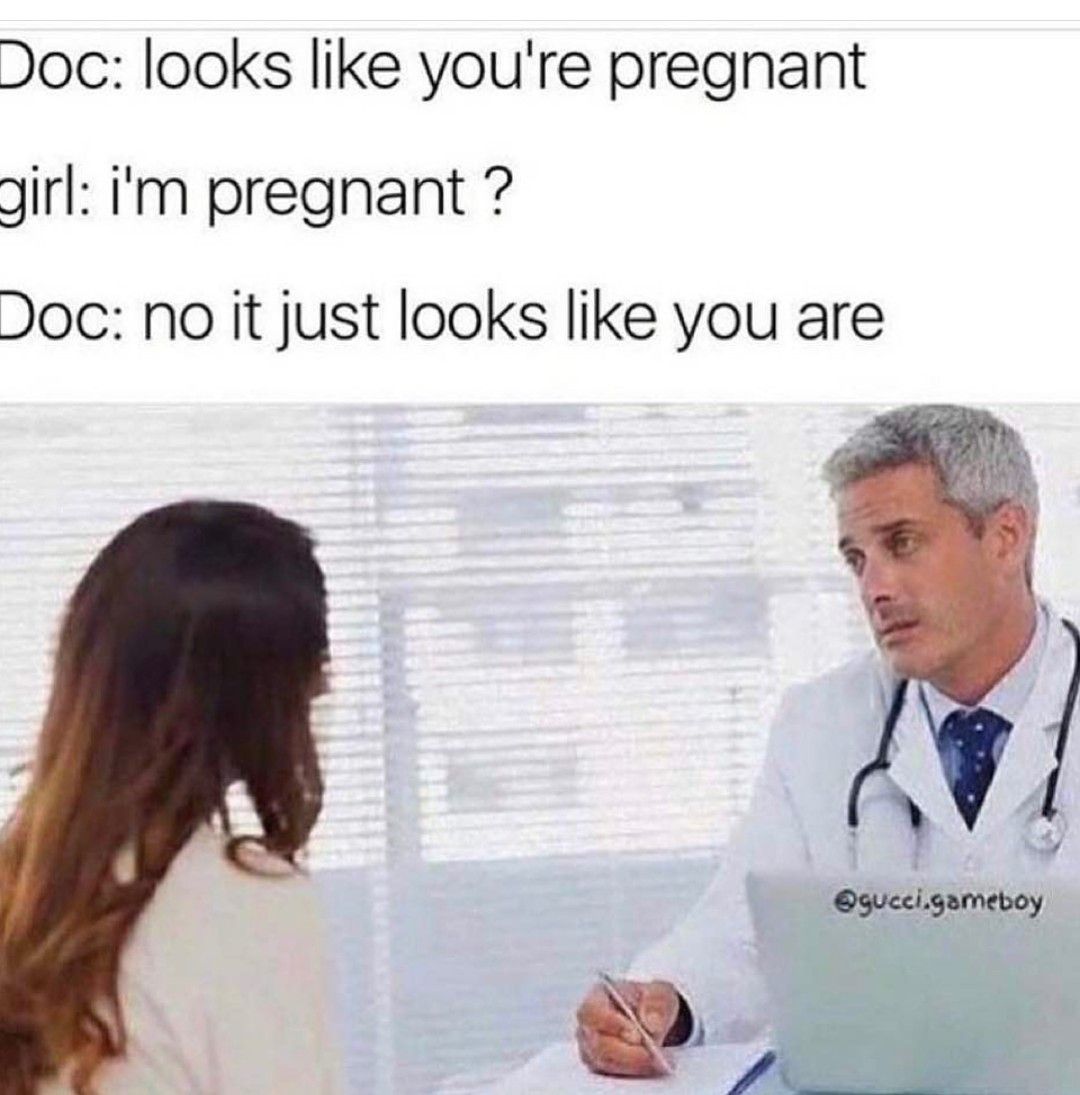 Doc: looks like you're pregnant
girl: i'm pregnant ?
Doc: no it just looks like you are
@gucci.gameboy